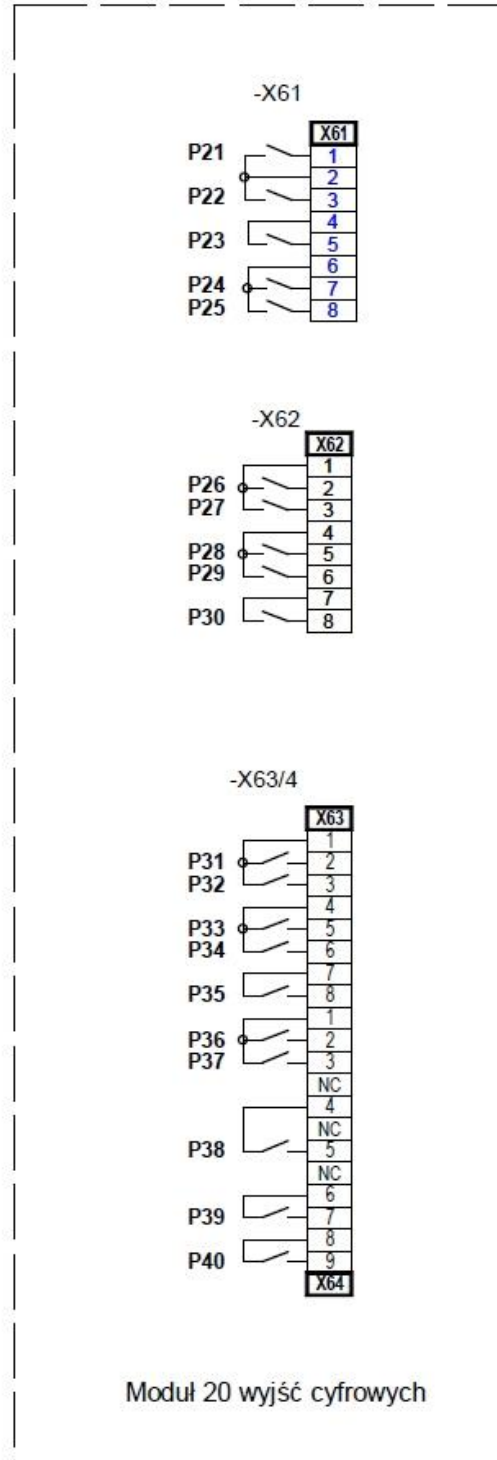 -X61
X61
P21 1
2
P22 3
4
P23 5
6
P24 7
P25 8
-X62
X62
1
P26 2
P27 3
4
P28 5
P29 6
7
P30 8
-X63/4
X63
1
P31 2
P32 3
4
P33 5
P34 6
7
P35 8
1
P36 2
P37 3
NC
4
NC
P38 5
NC
6
P39 7
8
P40 9
X64
Moduł 20 wyjść cyfrowych